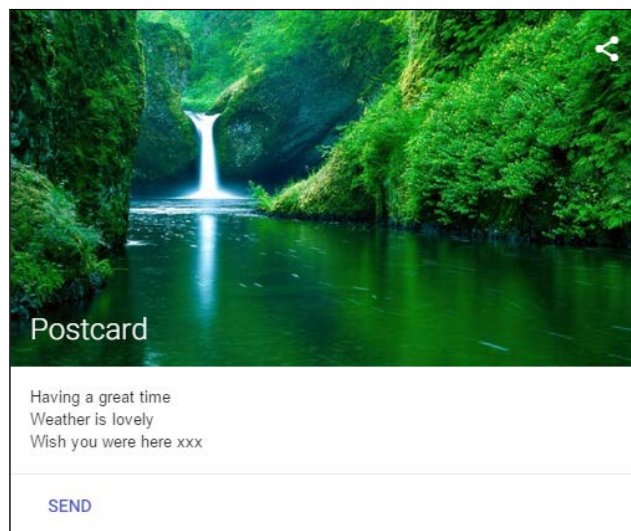 Postcard
Having a great time
Weather is lovely
Wish you were here xxx
SEND